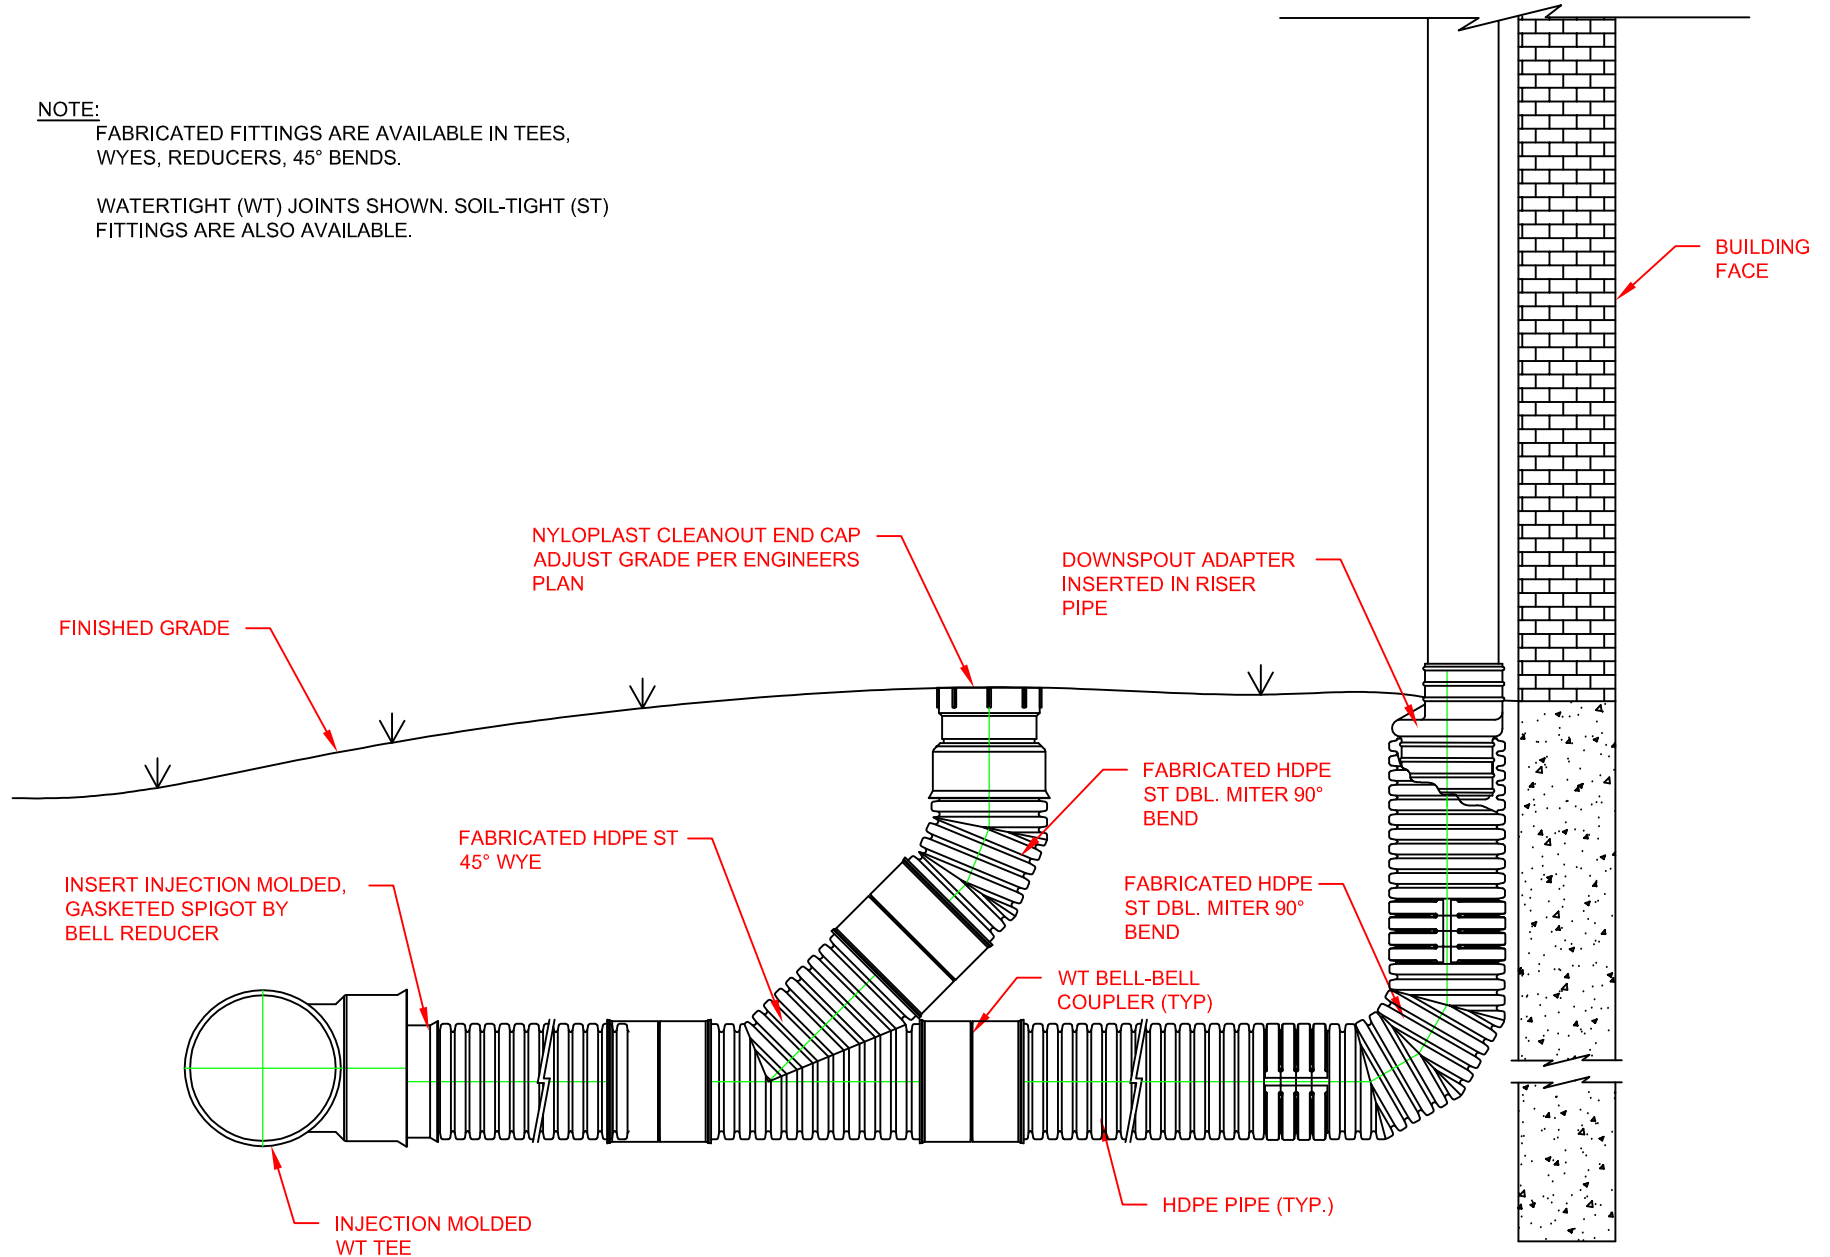 NOTE:
FABRICATED FITTINGS ARE AVAILABLE IN TEES,
WYES, REDUCERS, 45° BENDS.
WATERTIGHT (WT) JOINTS SHOWN. SOIL-TIGHT (ST)
FITTINGS ARE ALSO AVAILABLE.
BUILDING
FACE
NYLOPLAST CLEANOUT END CAP
ADJUST GRADE PER ENGINEERS
PLAN
DOWNSPOUT ADAPTER
INSERTED IN RISER
PIPE
FINISHED GRADE
FABRICATED HDPE
ST DBL. MITER 90°
BEND
FABRICATED HDPE ST
45° WYE
INSERT INJECTION MOLDED,
GASKETED SPIGOT BY
BELL REDUCER
FABRICATED HDPE
ST DBL. MITER 90°
BEND
WT BELL-BELL
COUPLER (TYP)
HDPE PIPE (TYP.)
INJECTION MOLDED
WT TEE